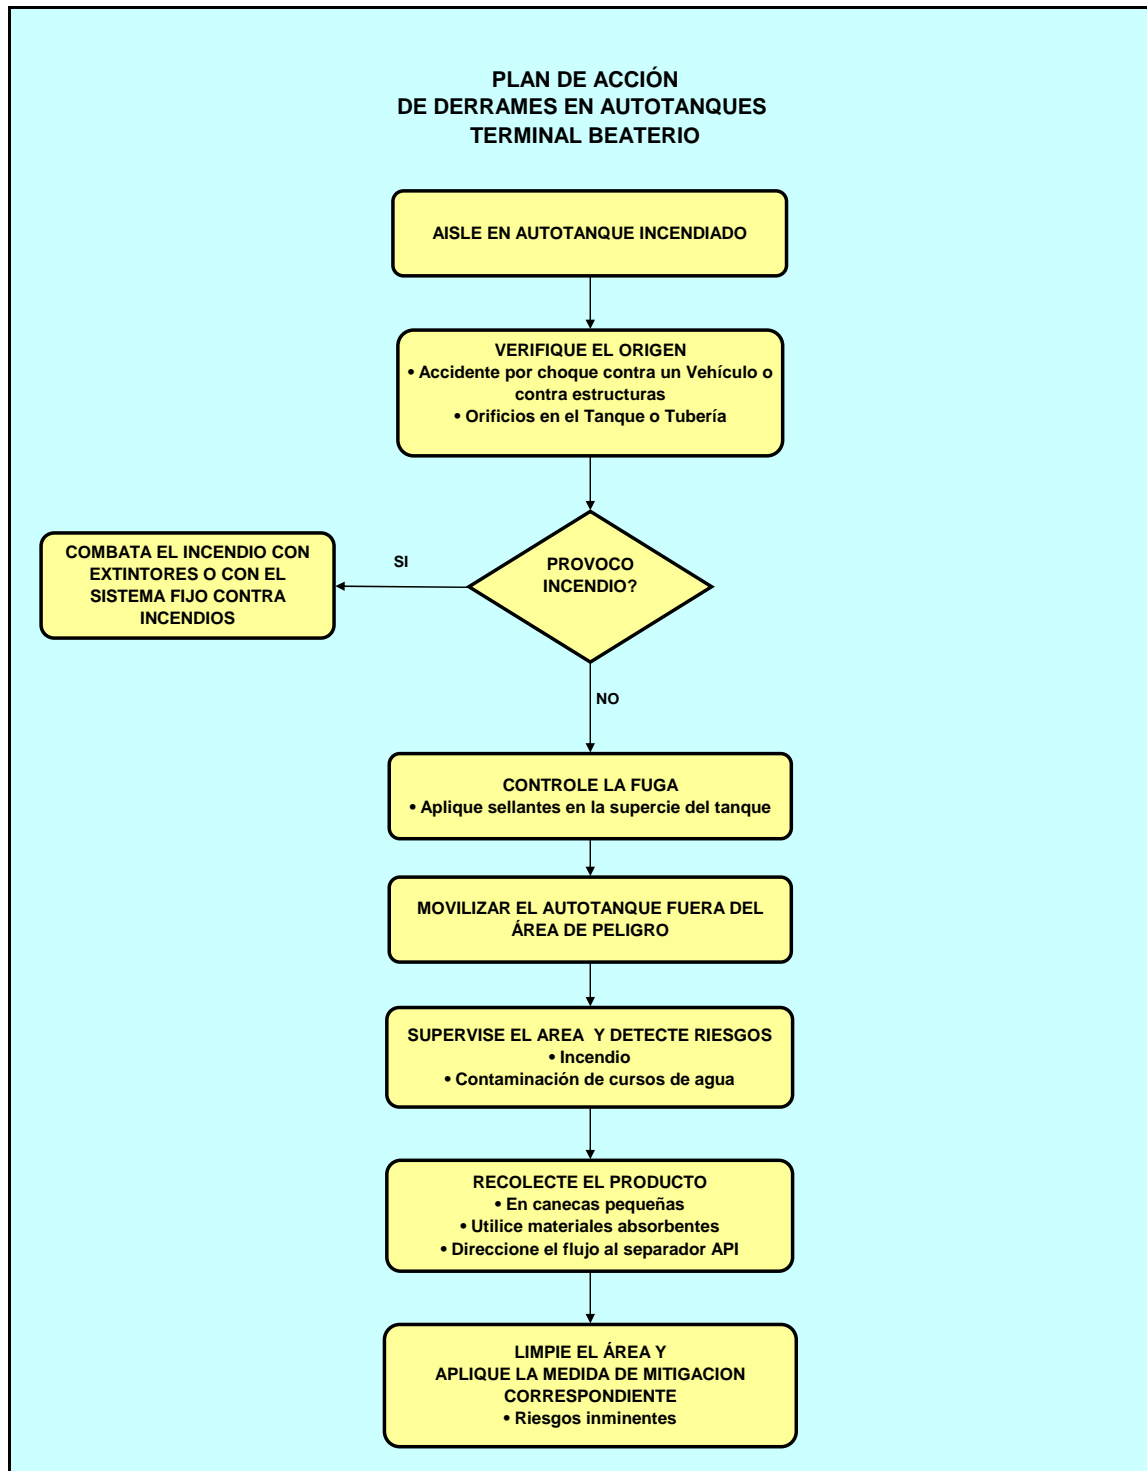 PLAN DE ACCIÓN
DE DERRAMES EN AUTOTANQUES
TERMINAL BEATERIO
AISLE EN AUTOTANQUE INCENDIADO
VERIFIQUE EL ORIGEN
• Accidente por choque contra un Vehículo o
contra estructuras
• Orificios en el Tanque o Tubería
PROVOCO
INCENDIO?
SI
COMBATA EL INCENDIO CON
EXTINTORES O CON EL
SISTEMA FIJO CONTRA
INCENDIOS
NO
CONTROLE LA FUGA
• Aplique sellantes en la supercie del tanque
MOVILIZAR EL AUTOTANQUE FUERA DEL
ÁREA DE PELIGRO
SUPERVISE EL AREA Y DETECTE RIESGOS
• Incendio
• Contaminación de cursos de agua
RECOLECTE EL PRODUCTO
• En canecas pequeñas
• Utilice materiales absorbentes
• Direccione el flujo al separador API
LIMPIE EL ÁREA Y
APLIQUE LA MEDIDA DE MITIGACION
CORRESPONDIENTE
• Riesgos inminentes